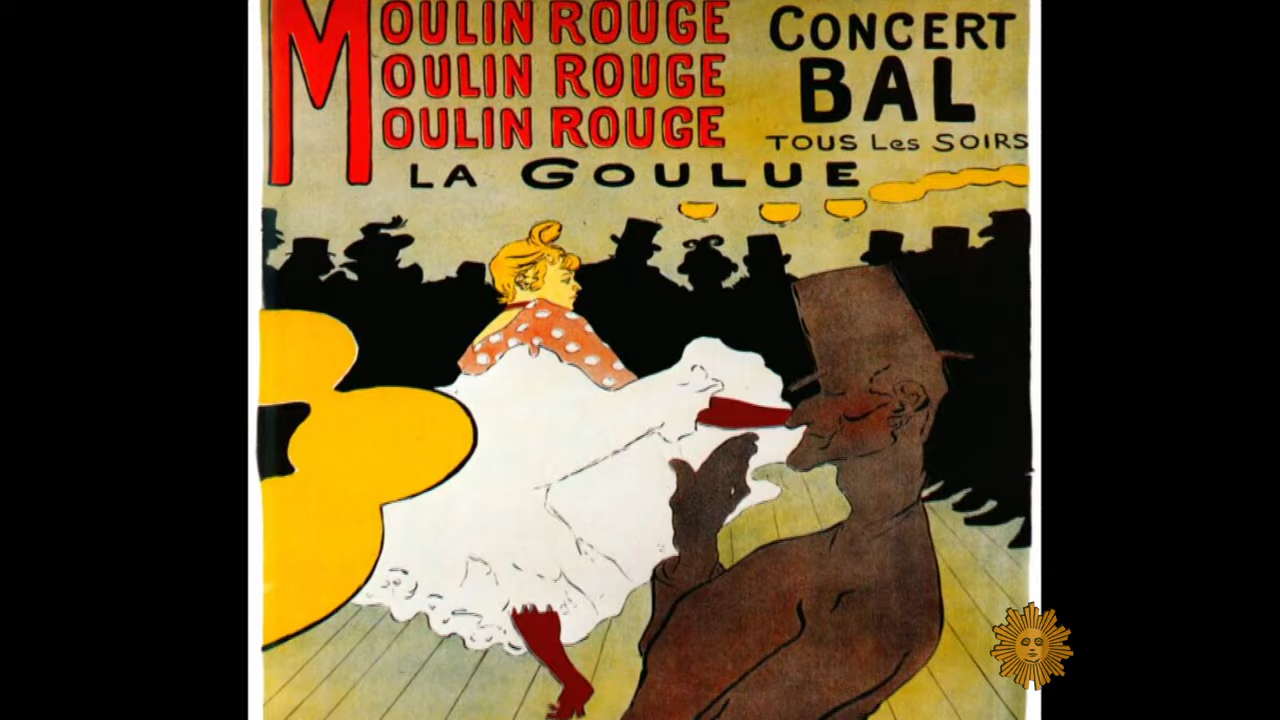 MOULIN ROUGE
MOULIN ROUGE
MOULIN ROUGE
CONCERT
BAL
TOUS Les SOIRS
LA GOULUE